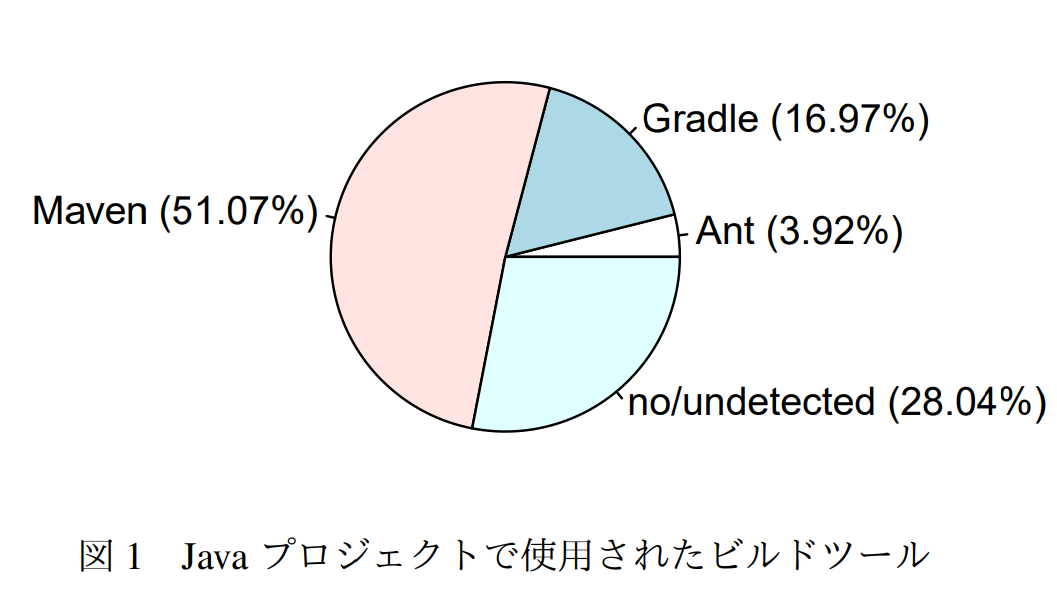 Gradle (16.97%)
Maven (51.07%)
Ant (3.92%)
no/undetected (28.04%)
図 1　Java プロジェクトで使用されたビルドツール